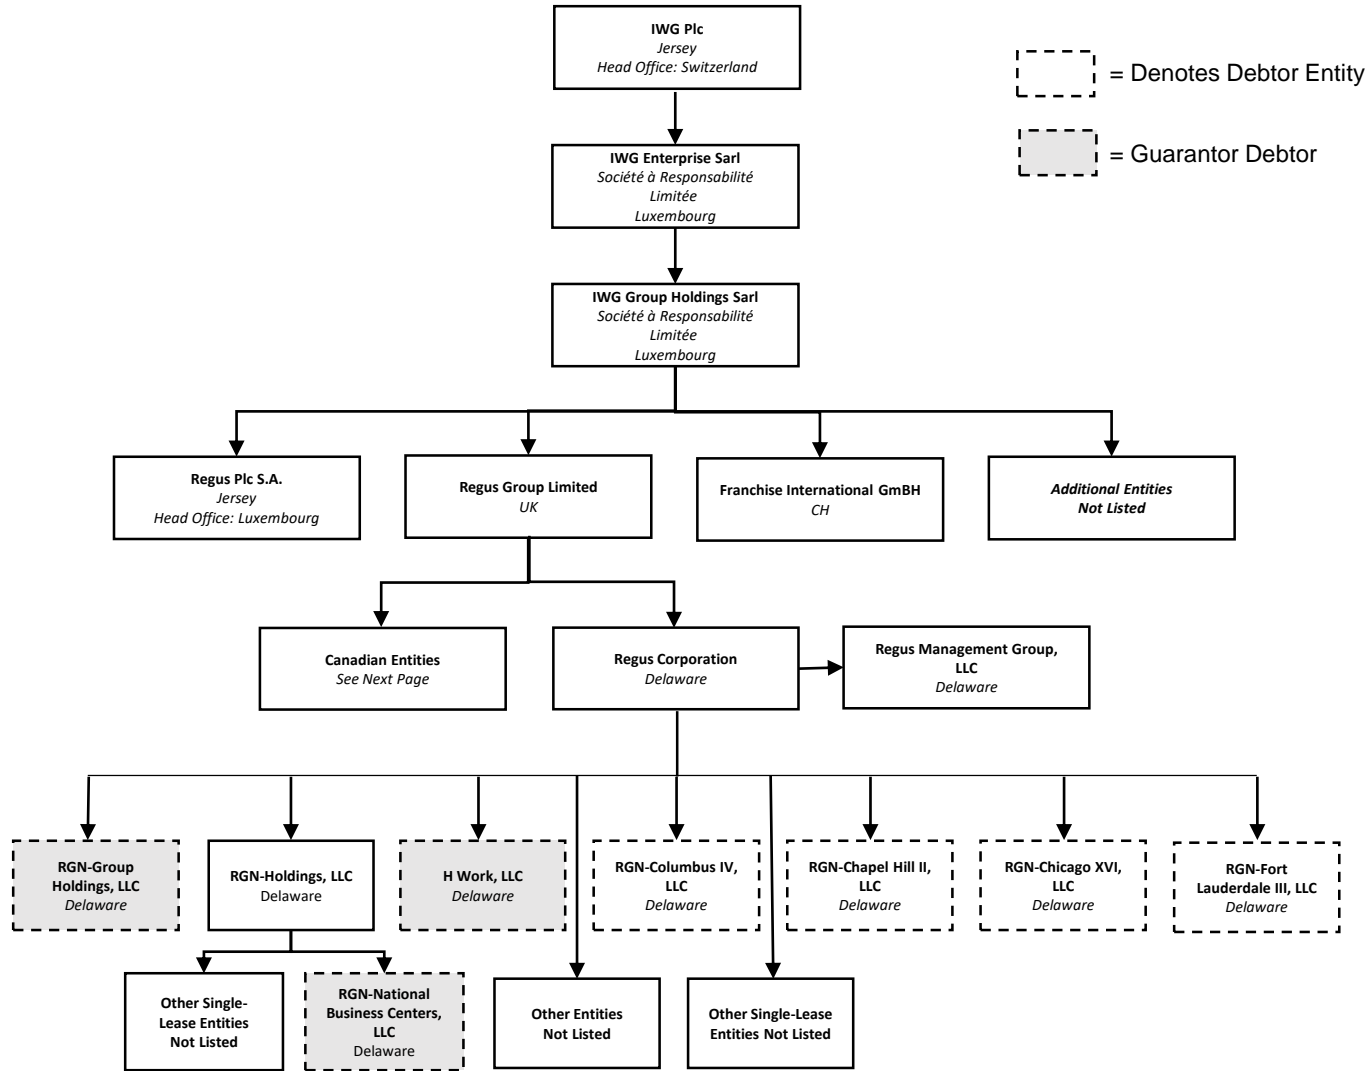 IWG Plc
Jersey
Head Office: Switzerland
= Denotes Debtor Entity
= Guarantor Debtor
IWG Enterprise Sarl
Société à Responsabilité
Limitée
Luxembourg
IWG Group Holdings Sarl
Société à Responsabilité
Limitée
Luxembourg
Regus Plc S.A.
Jersey
Head Office: Luxembourg
Regus Group Limited
UK
Franchise International GmBH
CH
Additional Entities
Not Listed
Canadian Entities
See Next Page
Regus Corporation
Delaware
Regus Management Group,
LLC
Delaware
RGN-Group
Holdings, LLC
Delaware
RGN-Holdings, LLC
Delaware
H Work, LLC
Delaware
RGN-Columbus IV,
LLC
Delaware
RGN-Chapel Hill II,
LLC
Delaware
RGN-Chicago XVI,
LLC
Delaware
RGN-Fort
Lauderdale III, LLC
Delaware
Other Single-
Lease Entities
Not Listed
RGN-National
Business Centers,
LLC
Delaware
Other Entities
Not Listed
Other Single-Lease
Entities Not Listed